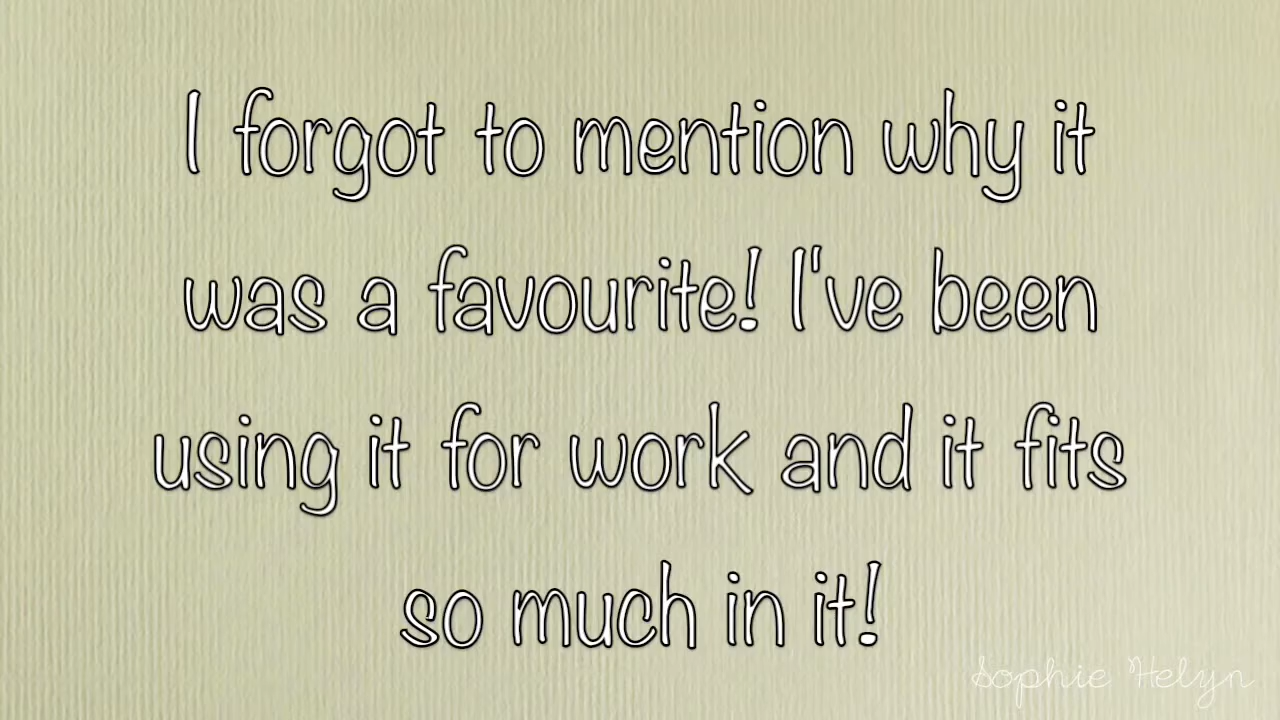 I forgot to mention why it
was a favourite! I've been
using it for work and it fits
so much in it!
Sophie Helyn